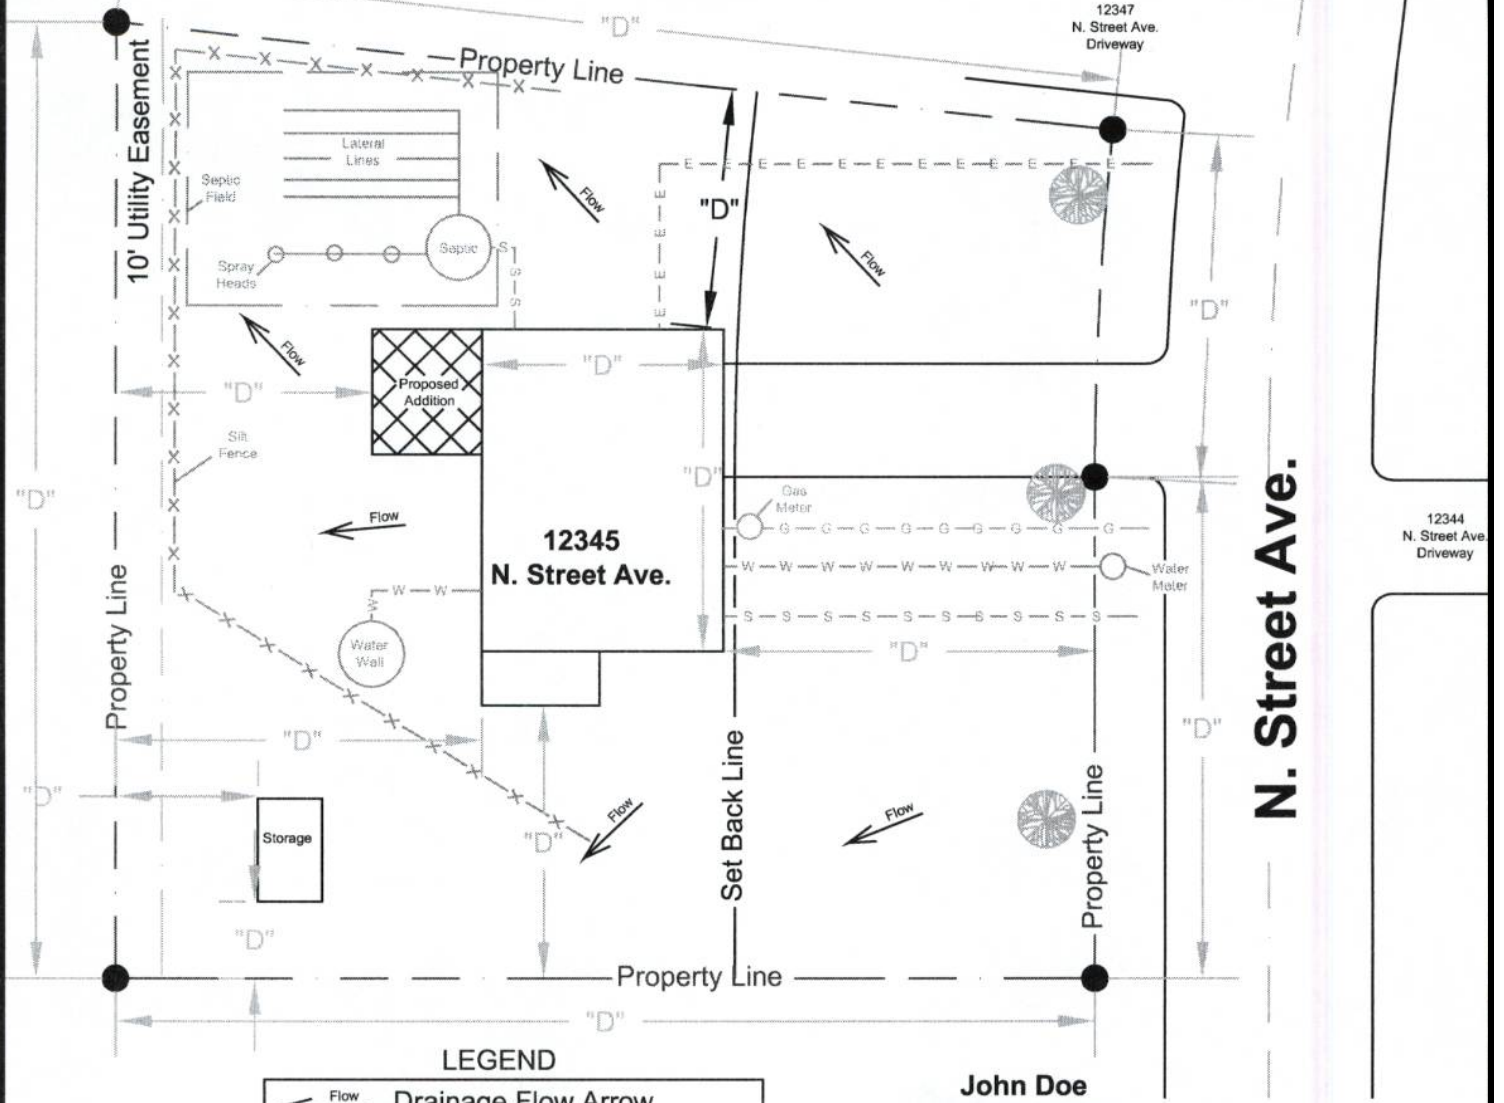 "D"
12347
N. Street Ave.
Driveway
Property Line
10' Utility Easement
Lateral
Lines
Septic
Field
Septic
Spray
Heads
S
S
S
E E E E E E E E E E E E
E
E
E
E
Flow
Flow
Flow
"D"
"D"
"D"
"D"
Proposed
Addition
Silt
Fence
"D"
"D"
Flow
12345
N. Street Ave.
Gas
Meter
G G G G G G G G G G
W W W W W W W W W
Water
Meter
S S S S S S S S S S
"D"
W W
W
Water
Wall
N. Street Ave.
12344
N. Street Ave.
Driveway
Property Line
"D"
"D"
"D"
Storage
"D"
"D"
Flow
Set Back Line
Flow
Property Line
Property Line
"D"
LEGEND
Flow
Drainage Flow Arrow
John Doe